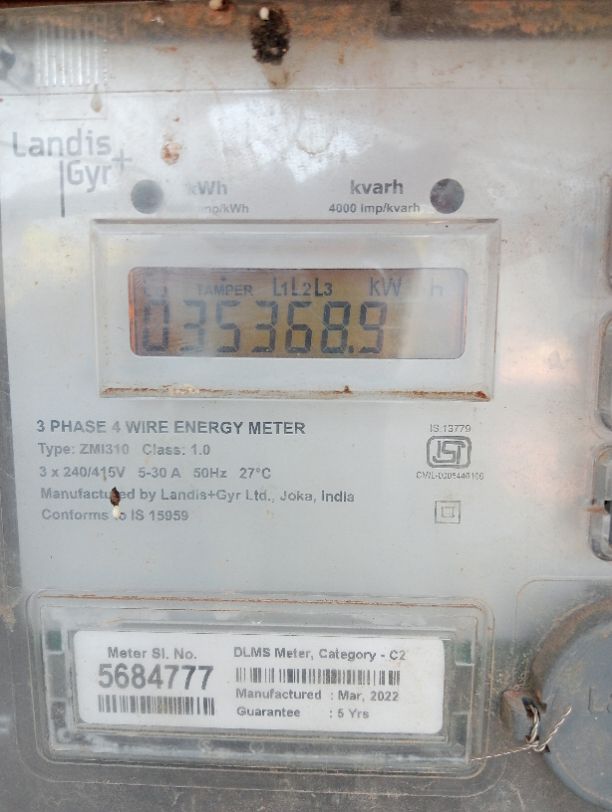 Landis
Gyr+
kWh kvarh
imp/kWh 4000 imp/kvarh
TAMPER L1L2L3 kW h
035368.9
3 PHASE 4 WIRE ENERGY METER
Type: ZMI310 Class: 1.0
3 x 240/415V 5-30 A 50Hz 27°C
Manufactured by Landis+Gyr Ltd., Joka, India
Conforms to IS 15959
IS 13779
ISI
Meter Sl. No.
5684777
DLMS Meter, Category - C2
Manufactured : Mar, 2022
Guarantee : 5 Yrs